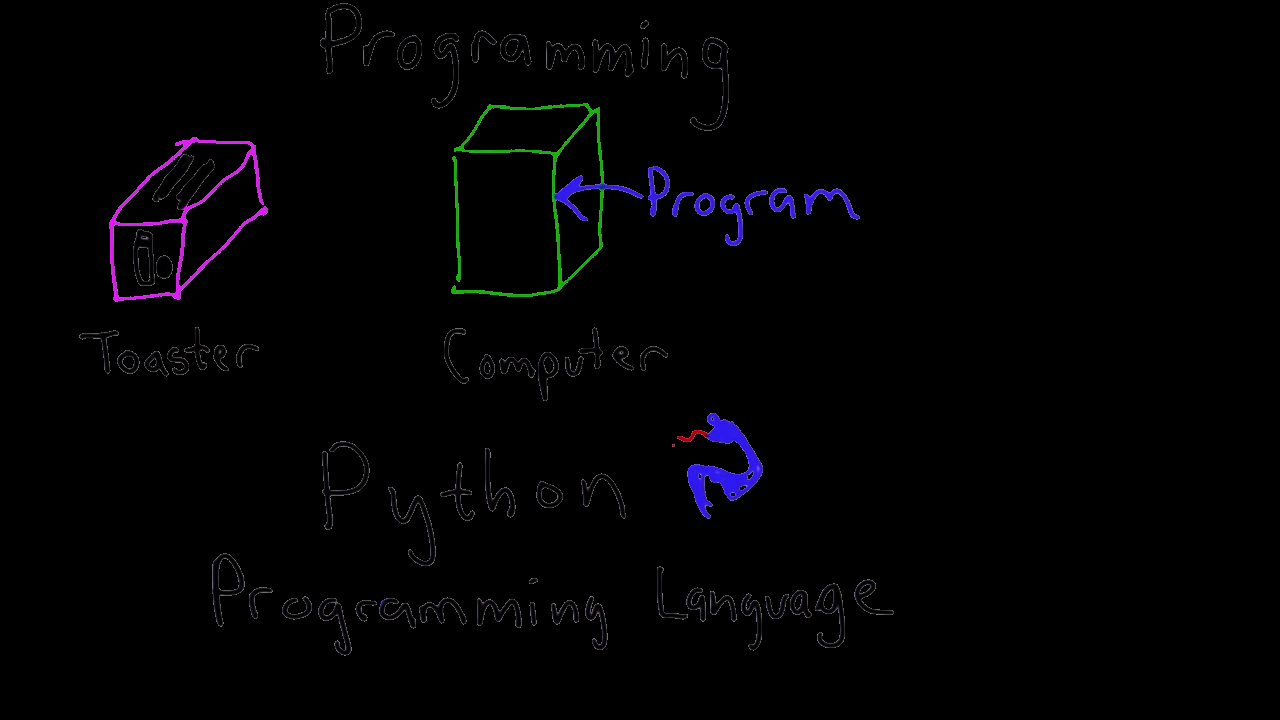 Programming
Program
Toaster
Computer
Python
Programming Language